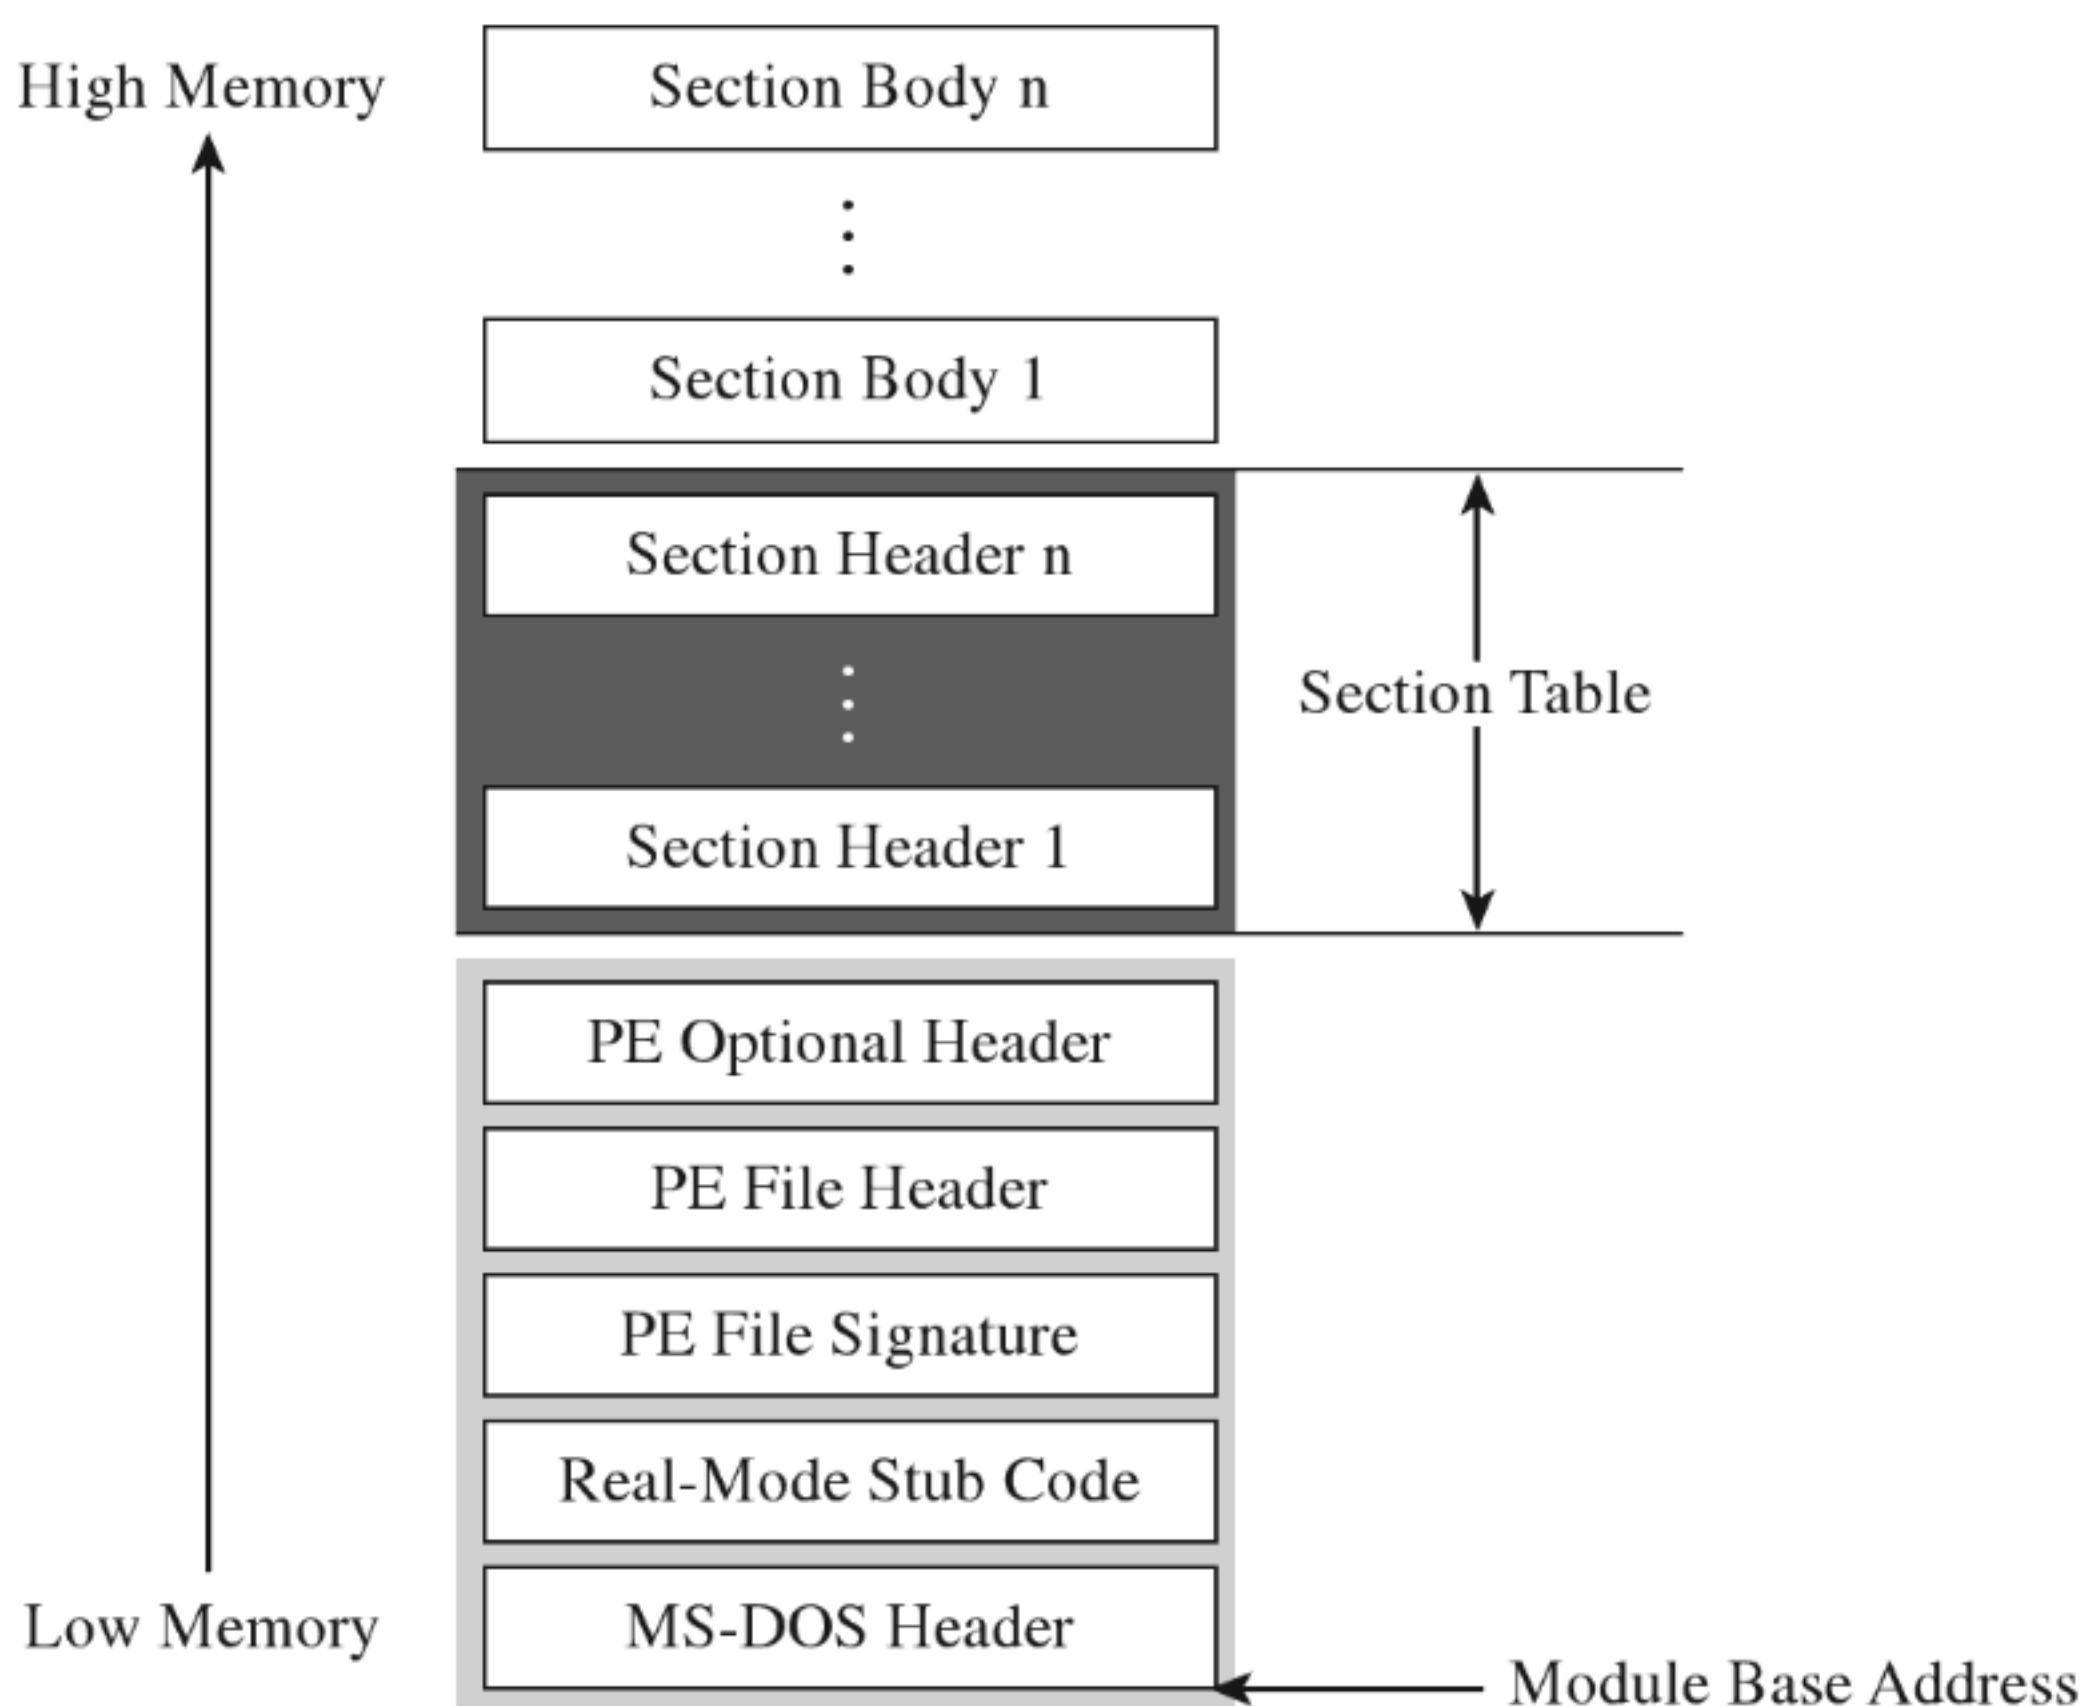 Section Body n
High Memory
Section Body 1
Section Header n
Section Table
Section Header 1
PE Optional Header
PE File Header
PE File Signature
Real-Mode Stub Code
Low Memory
MS-DOS Header
Module Base Address